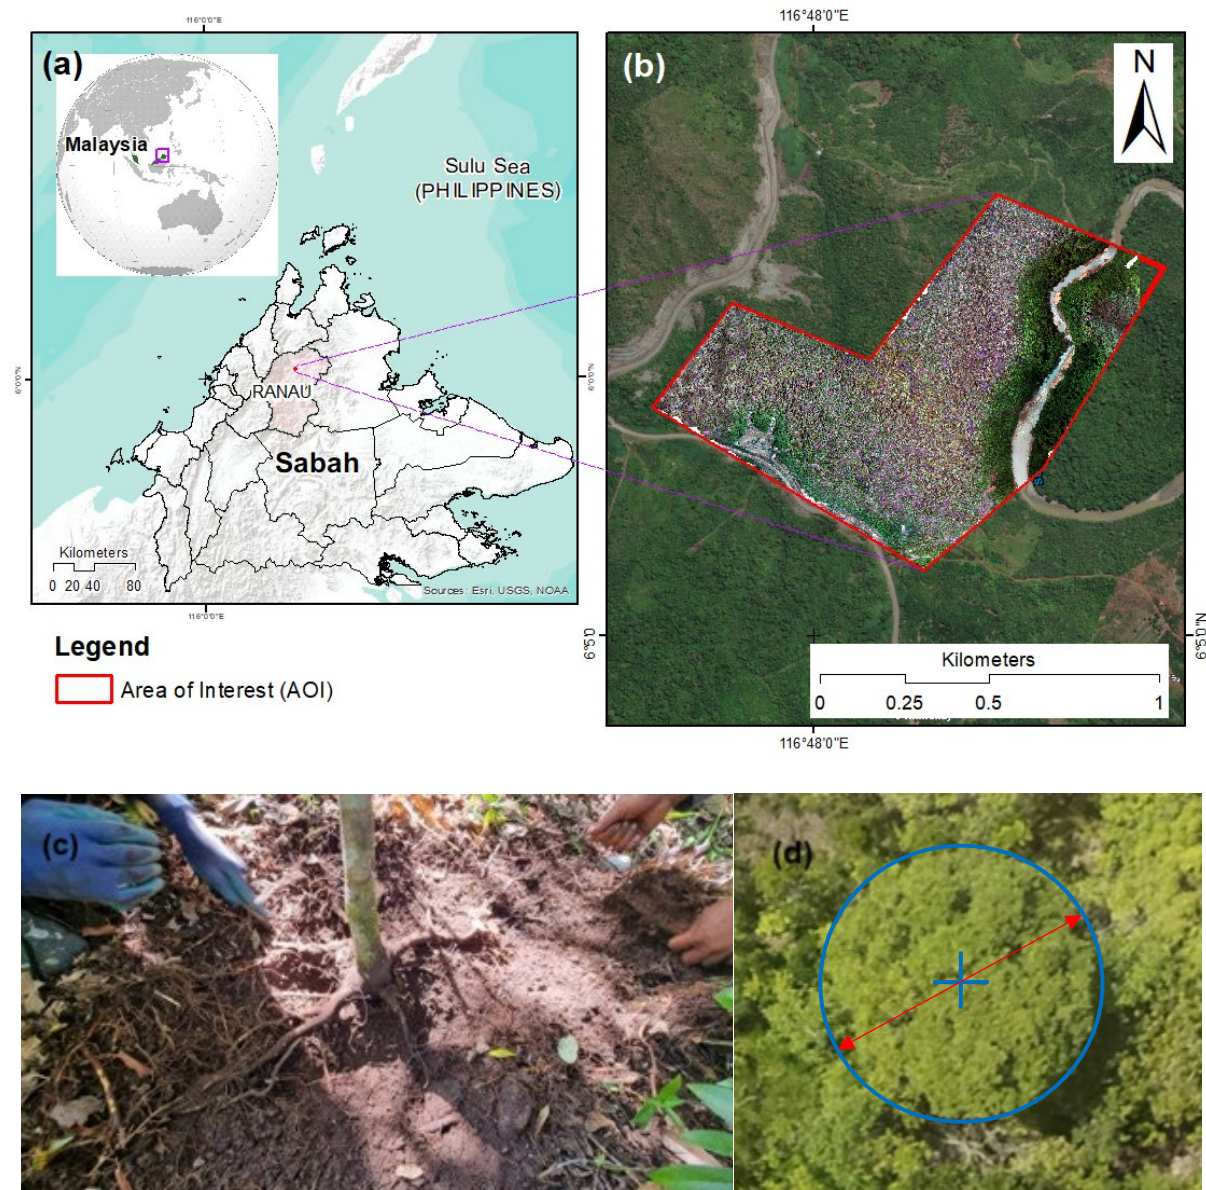 116°0'0"E
(a)
Malaysia
Sulu Sea
(PHILIPPINES)
6°0'0"N
6°0'0"N
RANAU
Sabah
Kilometers
0 20 40 80
Sources: Esri, USGS, NOAA
116°0'0"E
Legend
Area of Interest (AOI)
116°48'0"E
(b)
N
6°5'0
6°5'0"N
Kilometers
0 0.25 0.5 1
116°48'0"E
(c)
(d)